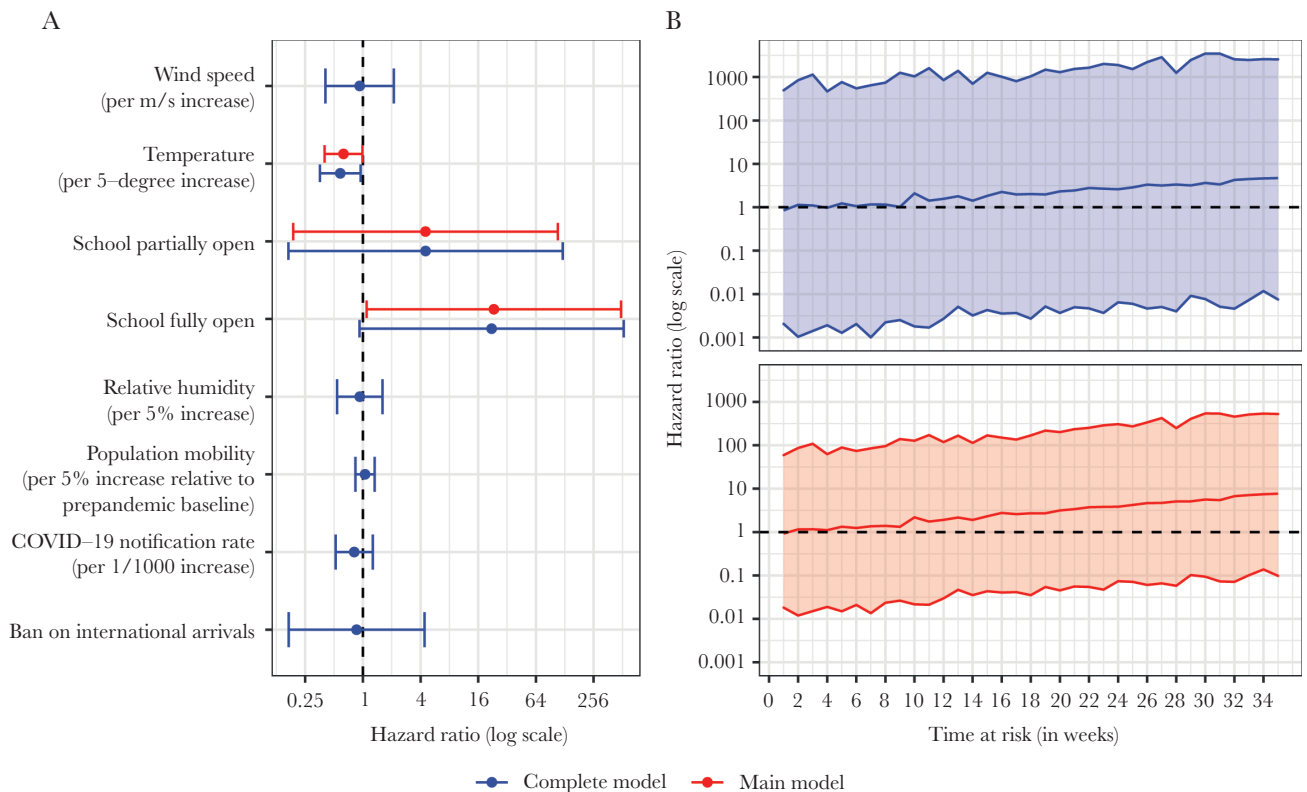 A
Wind speed
(per m/s increase)
Temperature
(per 5–degree increase)
School partially open
School fully open
Relative humidity
(per 5% increase)
Population mobility
(per 5% increase relative to
prepandemic baseline)
COVID–19 notification rate
(per 1/1000 increase)
Ban on international arrivals
0.25 1 4 16 64 256
Hazard ratio (log scale)
B
Hazard ratio (log scale)
1000
100
10
1
0.1
0.01
0.001
1000
100
10
1
0.1
0.01
0.001
0 2 4 6 8 10 12 14 16 18 20 22 24 26 28 30 32 34
Time at risk (in weeks)
Complete model Main model